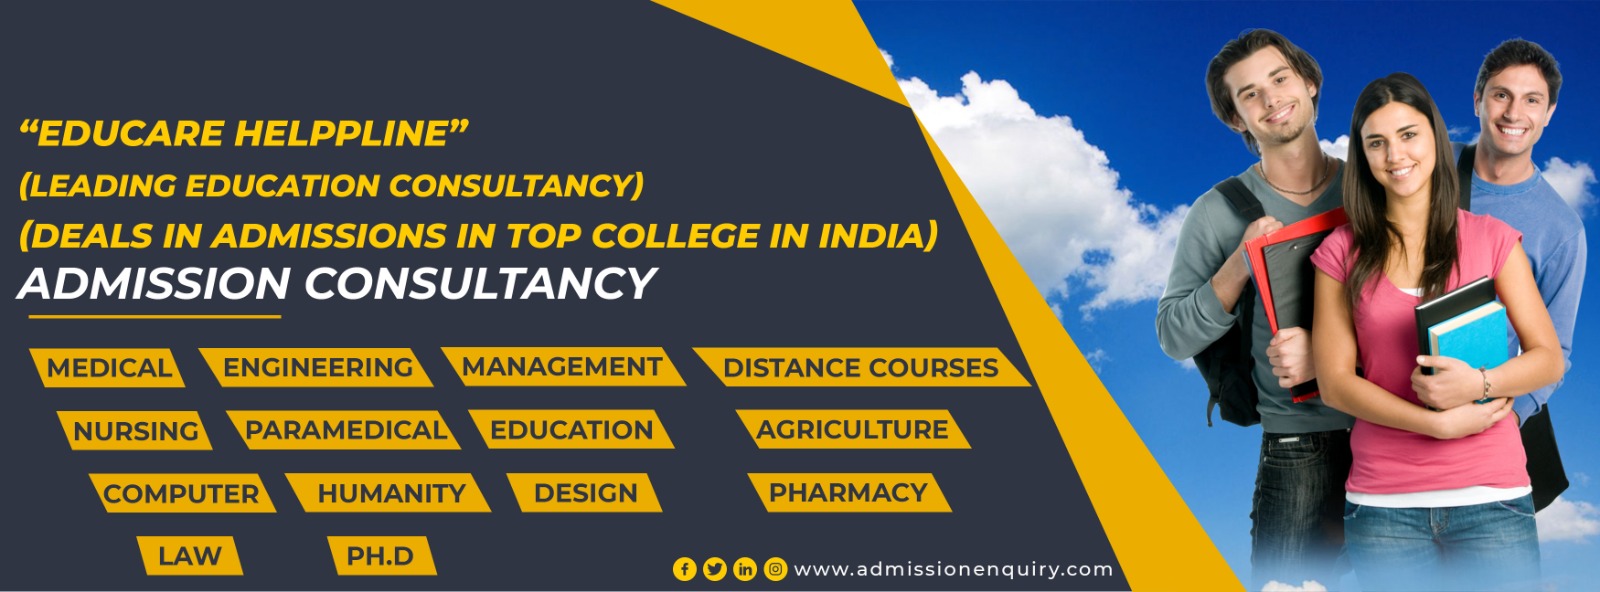 “EDUCARE HELPPLINE”
(LEADING EDUCATION CONSULTANCY)
(DEALS IN ADMISSIONS IN TOP COLLEGE IN INDIA)
ADMISSION CONSULTANCY
MEDICAL ENGINEERING MANAGEMENT DISTANCE COURSES
NURSING PARAMEDICAL EDUCATION AGRICULTURE
COMPUTER HUMANITY DESIGN PHARMACY
LAW PH.D
www.admissionenquiry.com